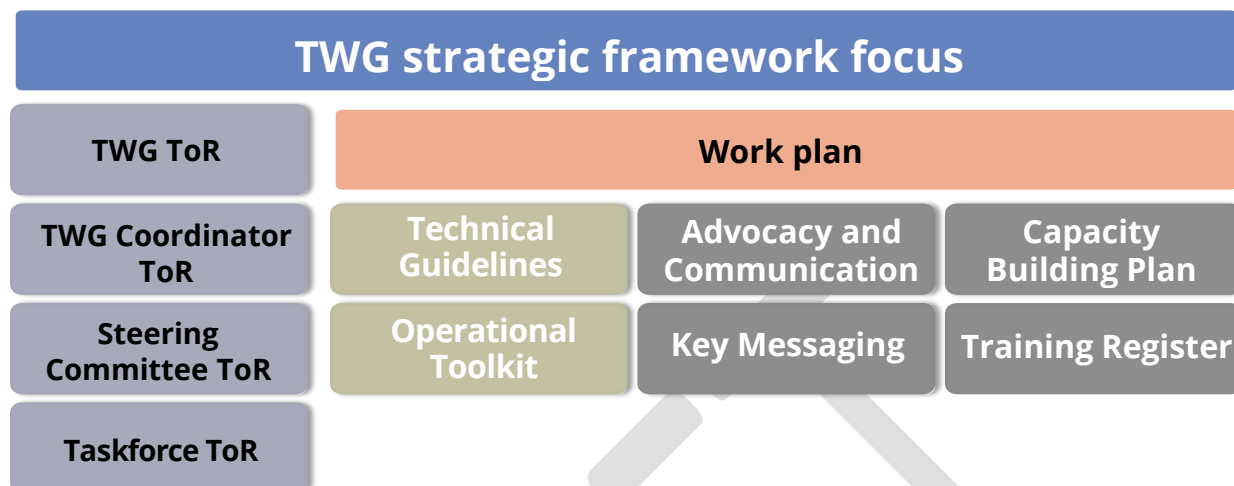 TWG strategic framework focus
TWG ToR
Work plan
TWG Coordinator
ToR
Technical
Guidelines
Advocacy and
Communication
Capacity
Building Plan
Steering
Committee ToR
Operational
Toolkit
Key Messaging
Training Register
Taskforce ToR